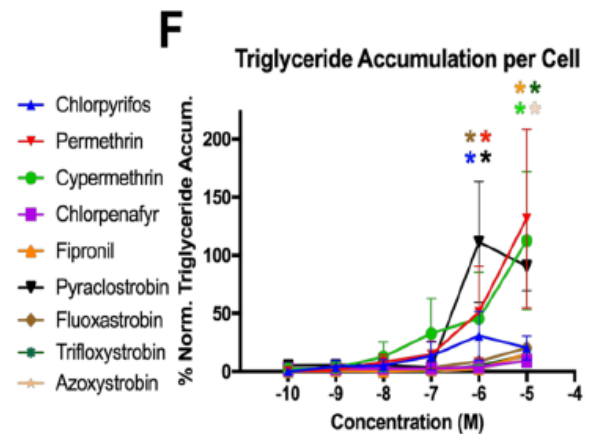 F
Triglyceride Accumulation per Cell
Chlorpyrifos
Permethrin
Cypermethrin
Chlorpenafyr
Fipronil
Pyraclostrobin
Fluoxastrobin
Trifloxystrobin
Azoxystrobin
% Norm. Triglyceride Accum.
200
150
100
50
0
-10 -9 -8 -7 -6 -5 -4
Concentration (M)
* *
* *
* *
* *